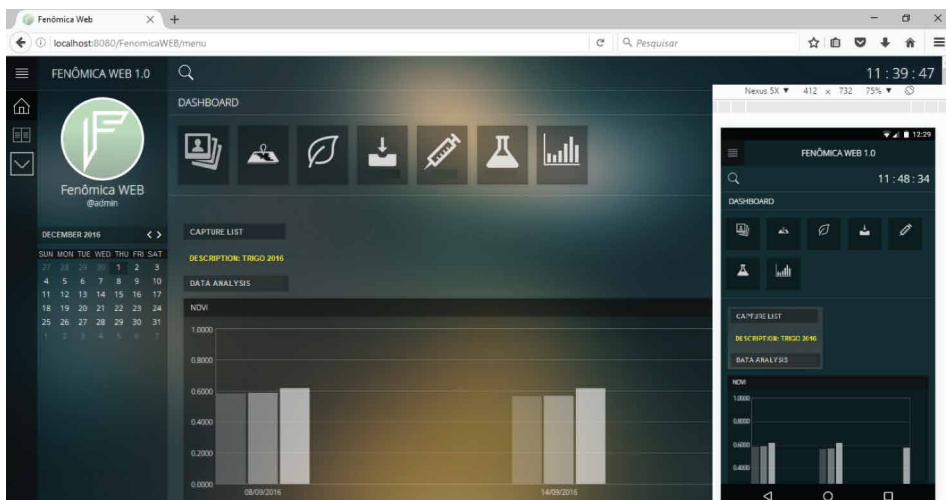 Fenômica Web
localhost:8080/FenomicaWEB/menu
Pesquisar
FENÔMICA WEB 1.0
11 : 39 : 47
DASHBOARD
Fenômica WEB
@admin
DECEMBER 2016
SUN MON TUE WED THU FRI SAT
27 28 29 30 1 2 3
4 5 6 7 8 9 10
11 12 13 14 15 16 17
18 19 20 21 22 23 24
25 26 27 28 29 30 31
1 2 3 4 5 6 7
CAPTURE LIST
DESCRIPTION: TRIGO 2016
DATA ANALYSIS
NDVI
1.0000
0.8000
0.6000
0.4000
0.2000
0.0000
08/09/2016
14/09/2016
Nexus 5X 412 × 732 75%
12:29
FENÔMICA WEB 1.0
11 : 48 : 34
DASHBOARD
CAPTURE LIST
DESCRIPTION: TRIGO 2016
DATA ANALYSIS
NDVI
1.0000
0.8000
0.6000
0.4000